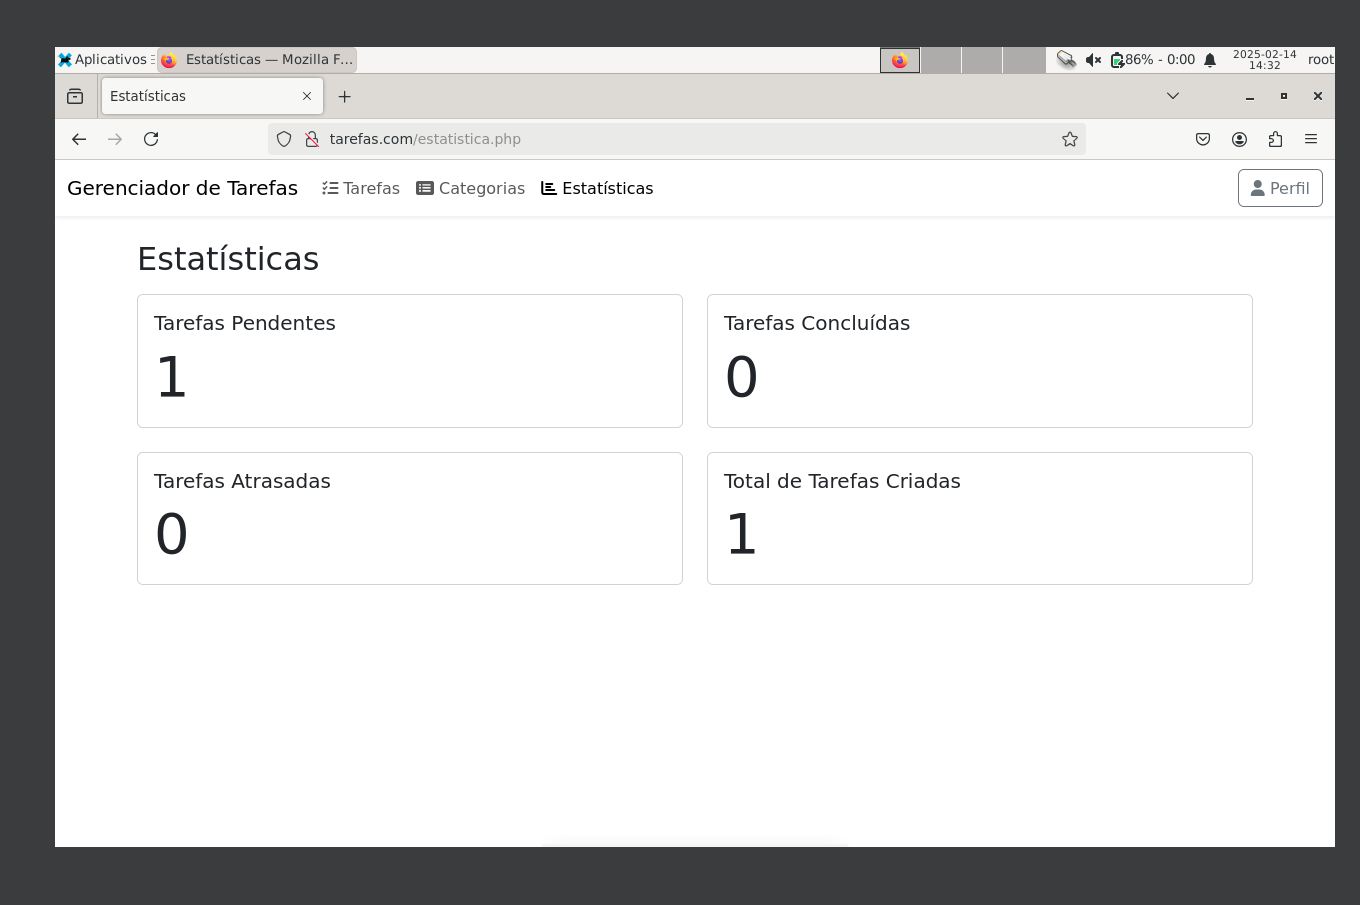 Aplicativos
Estatísticas — Mozilla F...
86% - 0:00
2025-02-14
14:32
root
Estatísticas
tarefas.com/estatistica.php
Gerenciador de Tarefas
Tarefas
Categorias
Estatísticas
Perfil
Estatísticas
Tarefas Pendentes
1
Tarefas Concluídas
0
Tarefas Atrasadas
0
Total de Tarefas Criadas
1